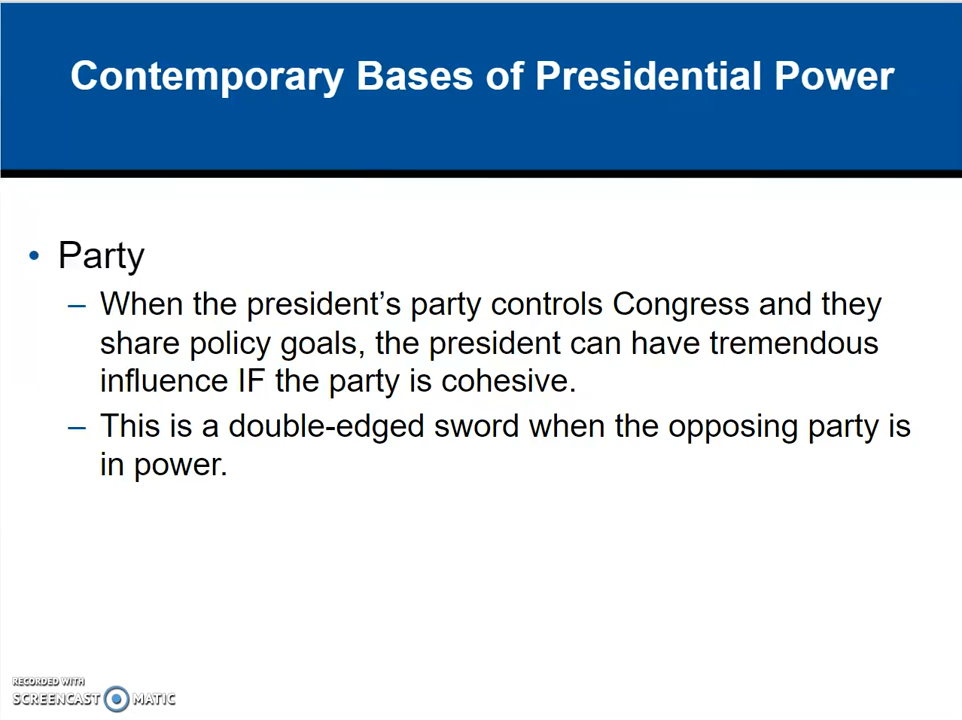 Contemporary Bases of Presidential Power
• Party
– When the president’s party controls Congress and they
share policy goals, the president can have tremendous
influence IF the party is cohesive.
– This is a double-edged sword when the opposing party is
in power.
RECORDED WITH
SCREENCAST MATIC